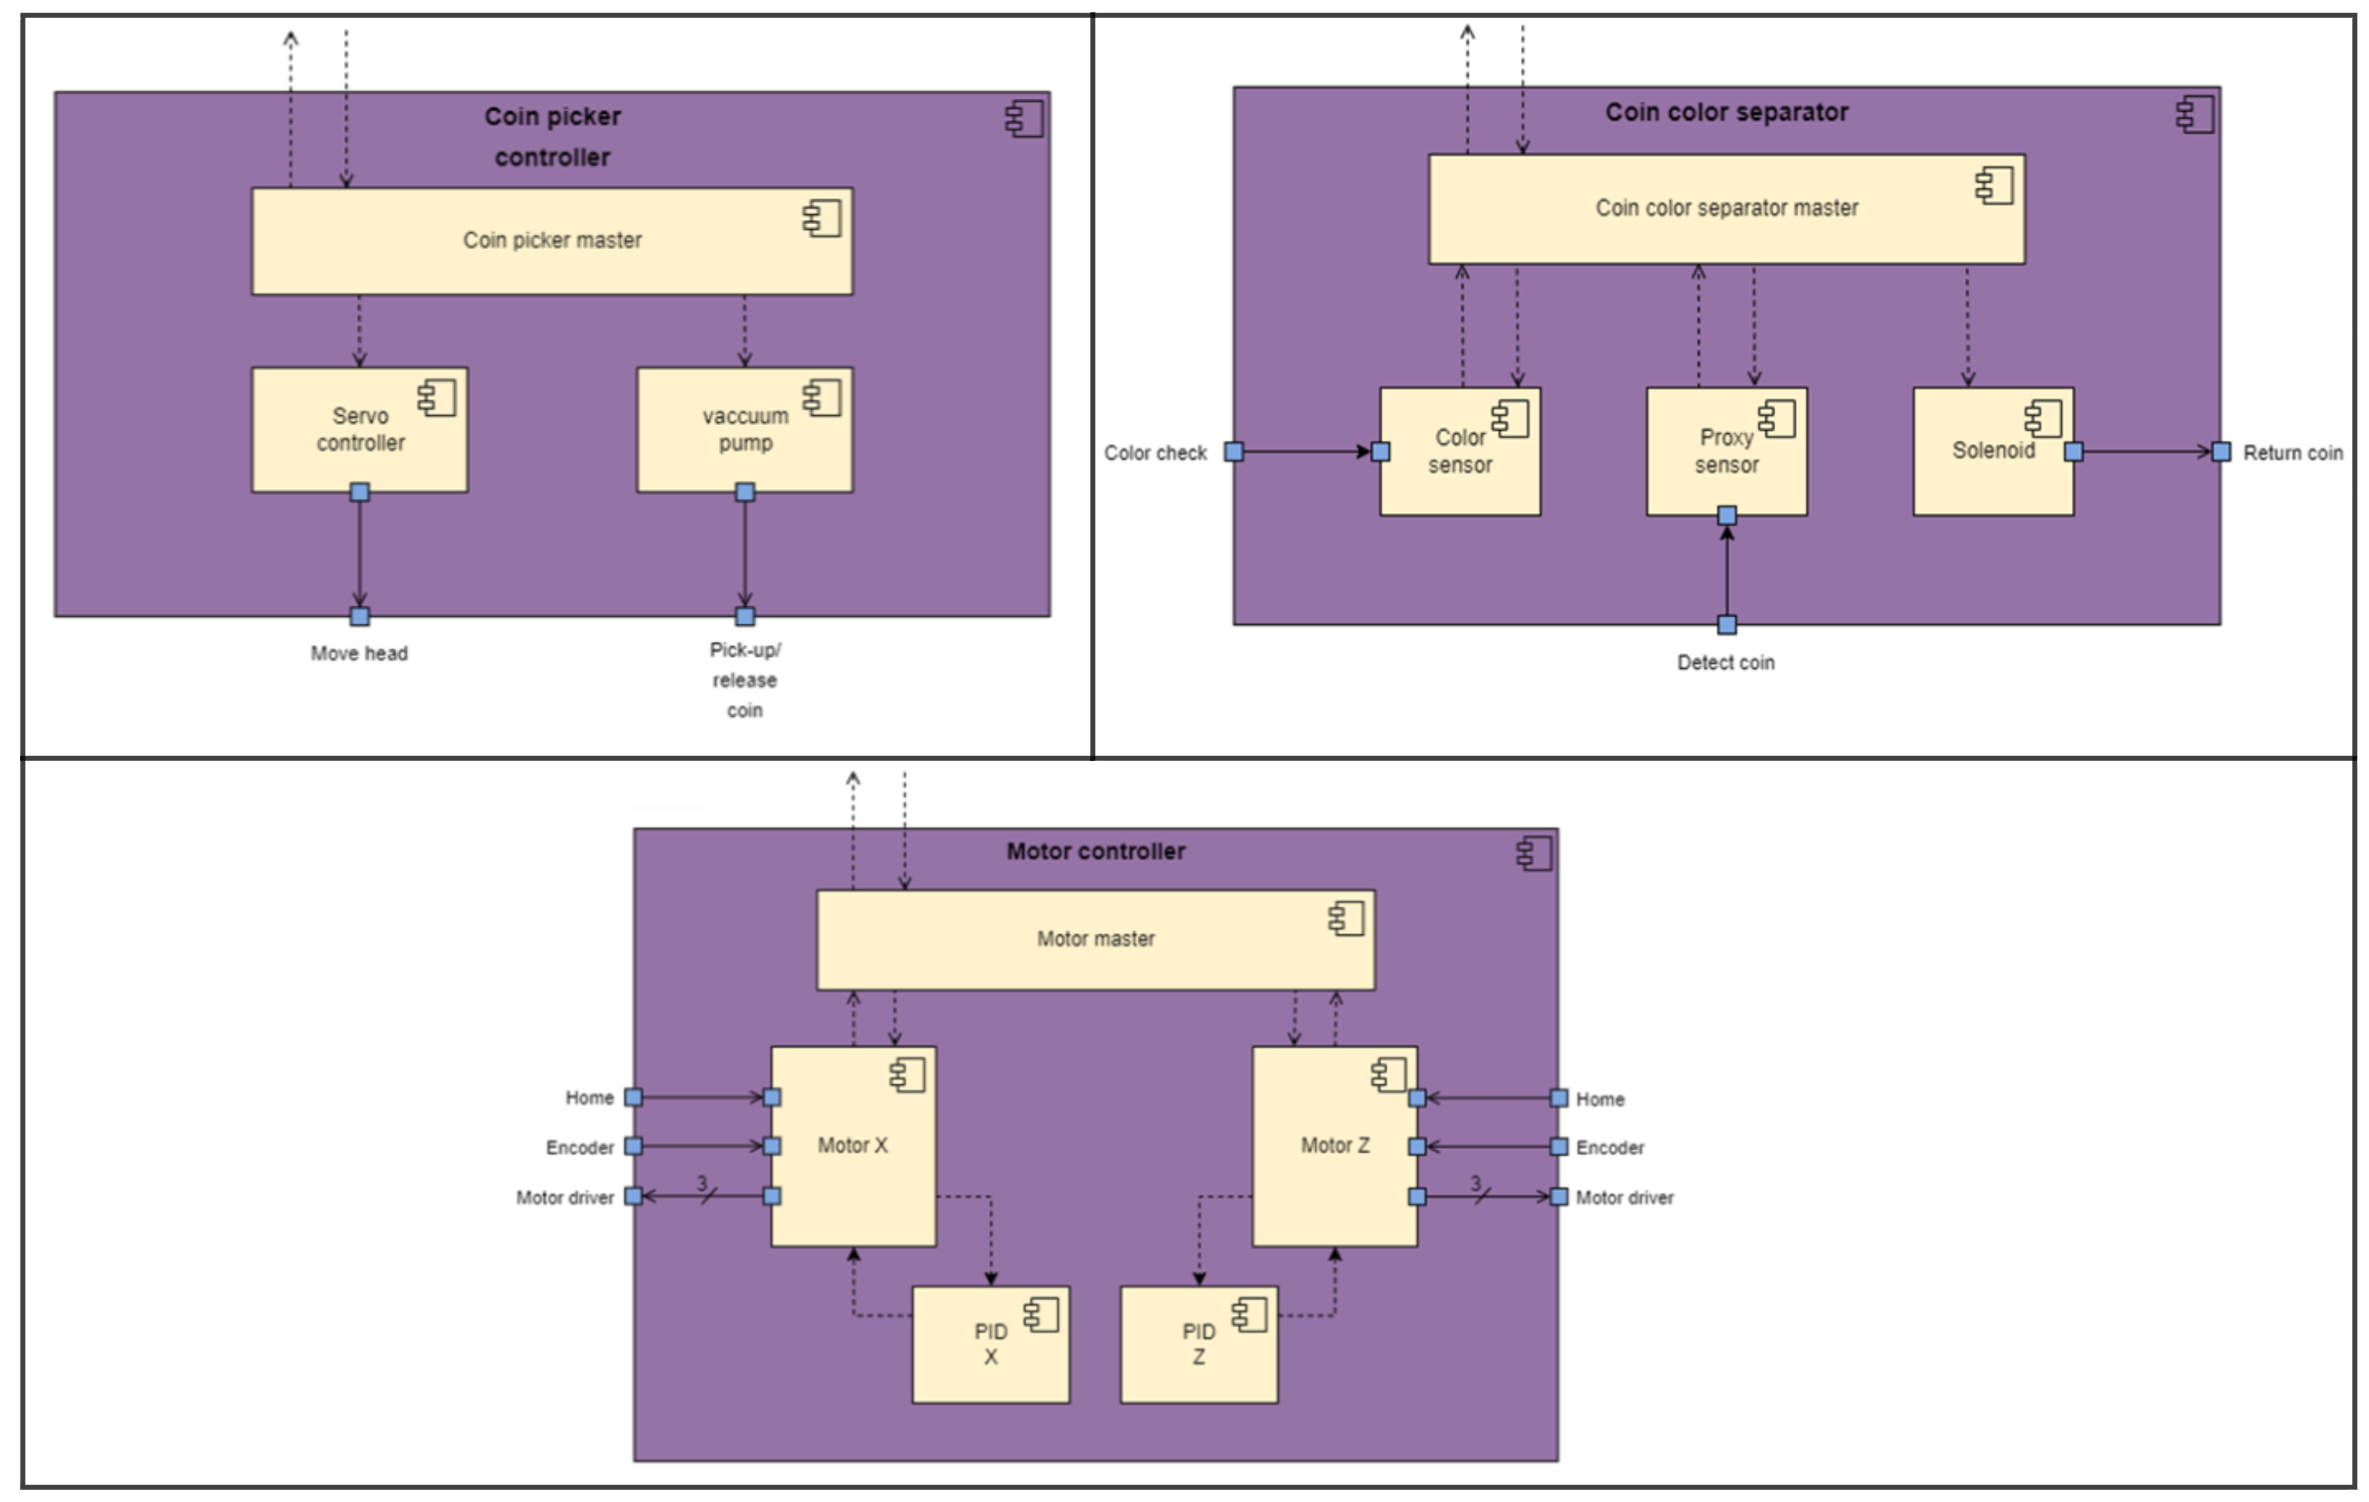 Coin picker
controller
Coin picker master
Servo
controller
vaccuum
pump
Move head
Pick-up/
release
coin
Coin color separator
Coin color separator master
Color check
Color
sensor
Proxy
sensor
Solenoid
Return coin
Detect coin
Motor controller
Motor master
Home
Encoder
Motor driver
3
Motor X
Motor Z
3
Home
Encoder
Motor driver
PID
X
PID
Z